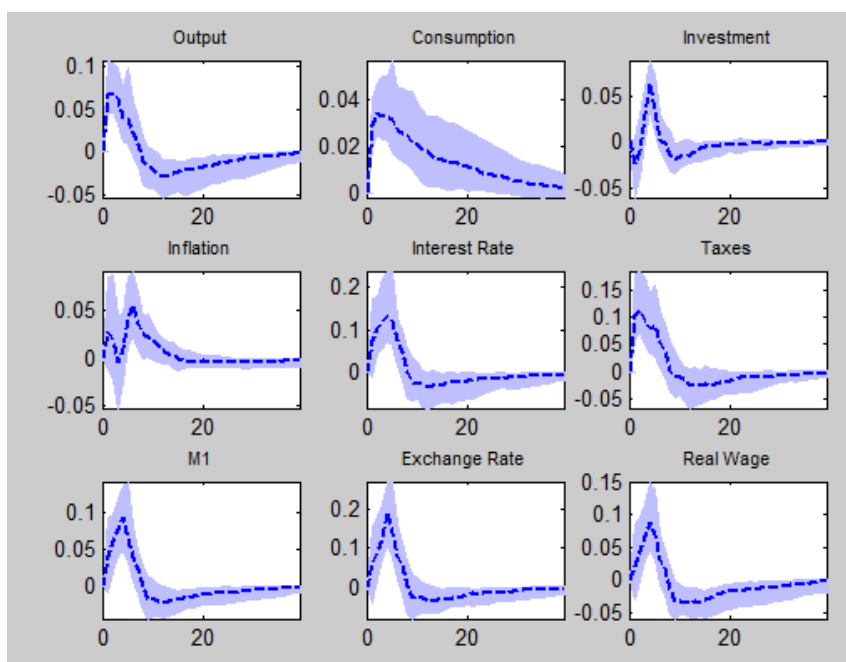 Output Consumption Investment
0.1 0.05 0 -0.05
0 20
0.04 0.02 0
0 20
0.05 0 -0.05
0 20
Inflation Interest Rate Taxes
0.05 0 -0.05
0 20
0.2 0.1 0
0 20
0.15 0.1 0.05 0 -0.05
0 20
M1 Exchange Rate Real Wage
0.1 0.05 0
0 20
0.2 0.1 0
0 20
0.15 0.1 0.05 0 -0.05
0 20